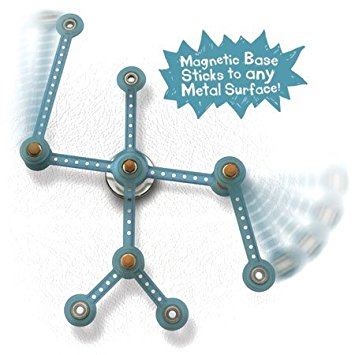 Magnetic Base
Sticks to any
Metal Surface!